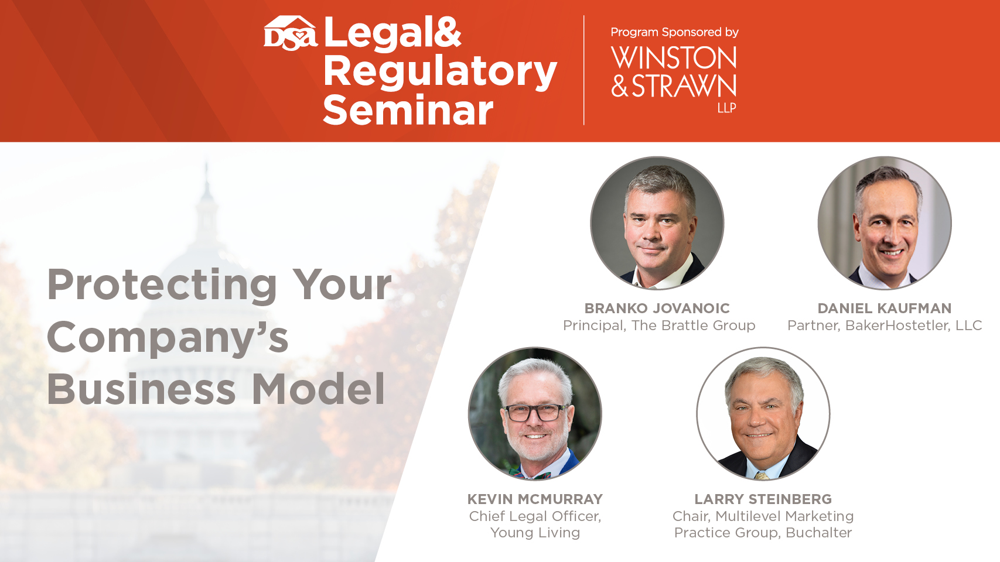 DSA Legal&
Regulatory
Seminar
Program Sponsored by
WINSTON
& STRAWN
LLP
Protecting Your
Company’s
Business Model
BRANKO JOVANOIC
Principal, The Brattle Group
DANIEL KAUFMAN
Partner, BakerHostetler, LLC
KEVIN MCMURRAY
Chief Legal Officer,
Young Living
LARRY STEINBERG
Chair, Multilevel Marketing
Practice Group, Buchalter